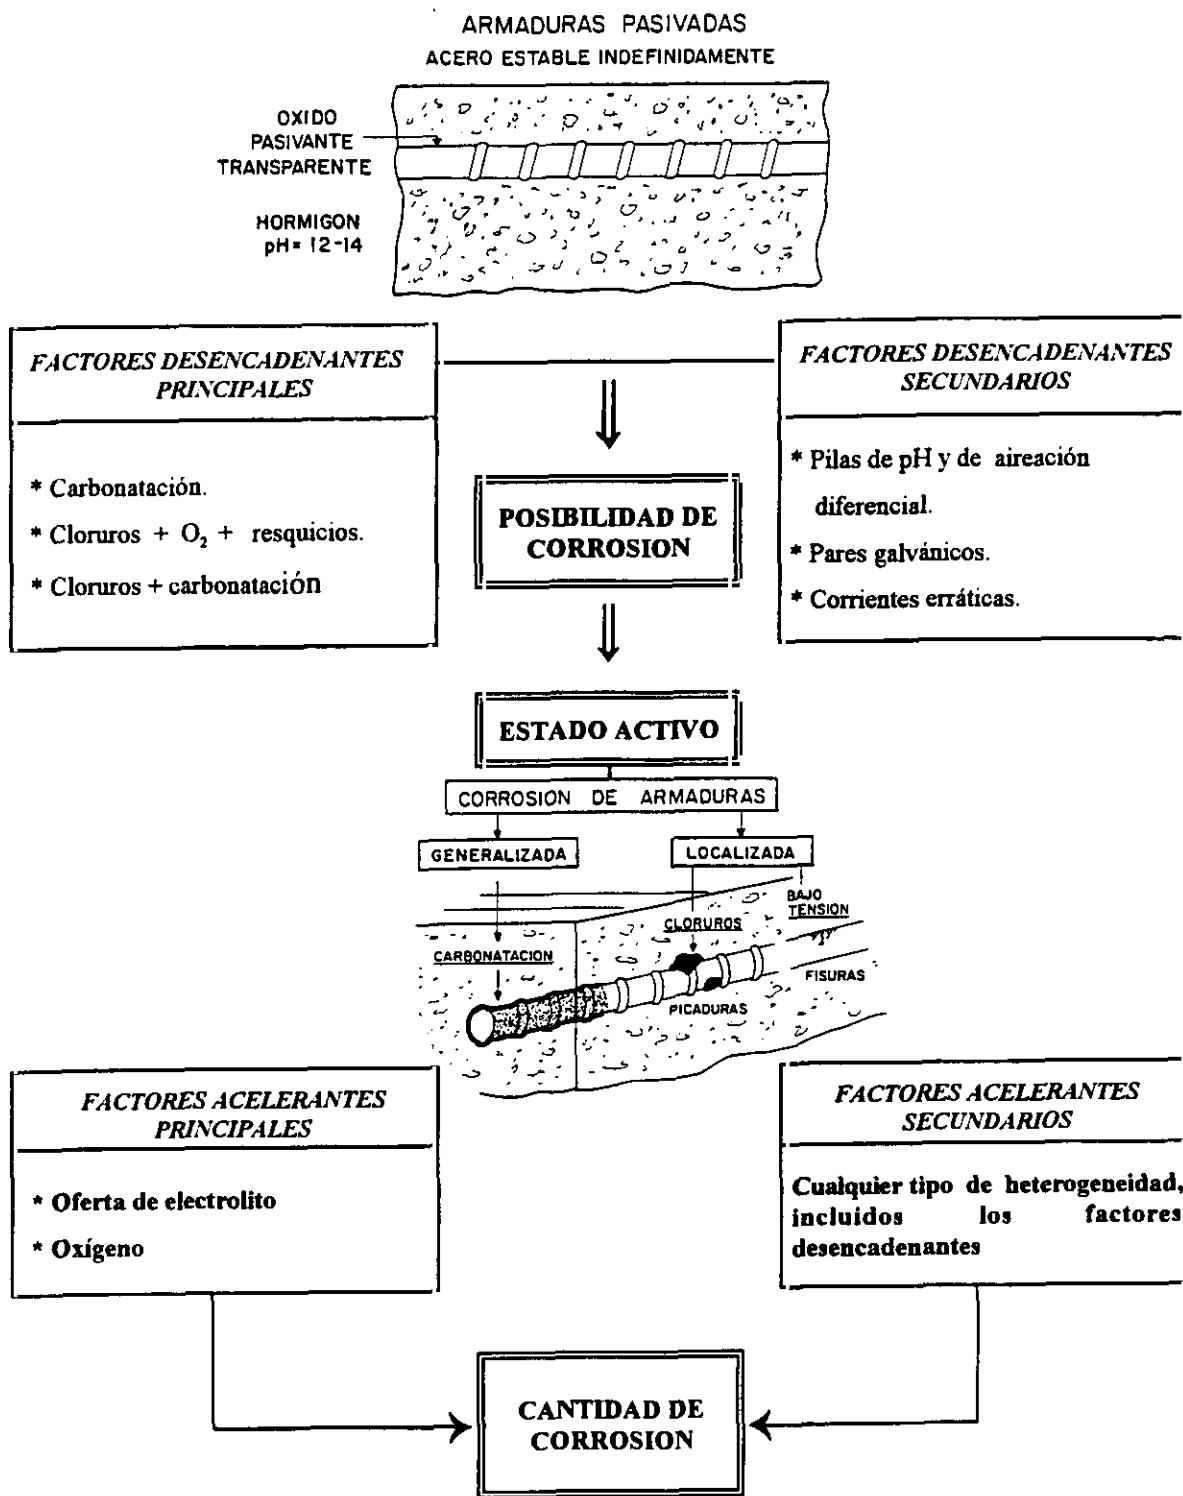 ARMADURAS PASIVADAS
ACERO ESTABLE INDEFINIDAMENTE
OXIDO
PASIVANTE
TRANSPARENTE
HORMIGON
pH= 12-14
FACTORES DESENCADENANTES
PRINCIPALES
* Carbonatación.
* Cloruros + O₂ + resquicios.
* Cloruros + carbonatación
FACTORES DESENCADENANTES
SECUNDARIOS
* Pilas de pH y de aireación
diferencial.
* Pares galvánicos.
* Corrientes erráticas.
POSIBILIDAD DE
CORROSION
ESTADO ACTIVO
CORROSION DE ARMADURAS
GENERALIZADA
LOCALIZADA
CARBONATACION
CLORUROS
BAJO
TENSION
PICADURAS
FISURAS
FACTORES ACELERANTES
PRINCIPALES
* Oferta de electrolito
* Oxígeno
FACTORES ACELERANTES
SECUNDARIOS
Cualquier tipo de heterogeneidad,
incluidos los factores
desencadenantes
CANTIDAD DE
CORROSION